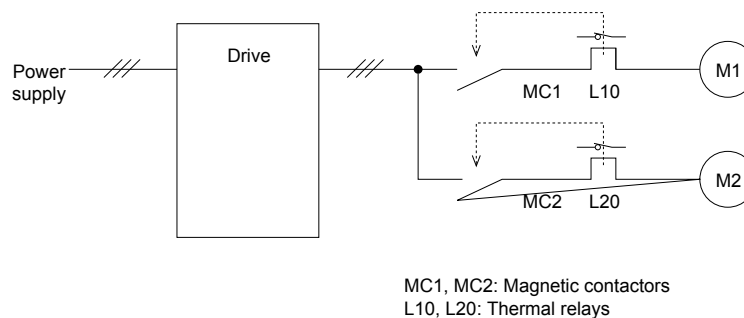 Drive
Power
supply
M1
MC1
L10
M2
MC2
L20
MC1, MC2: Magnetic contactors
L10, L20: Thermal relays